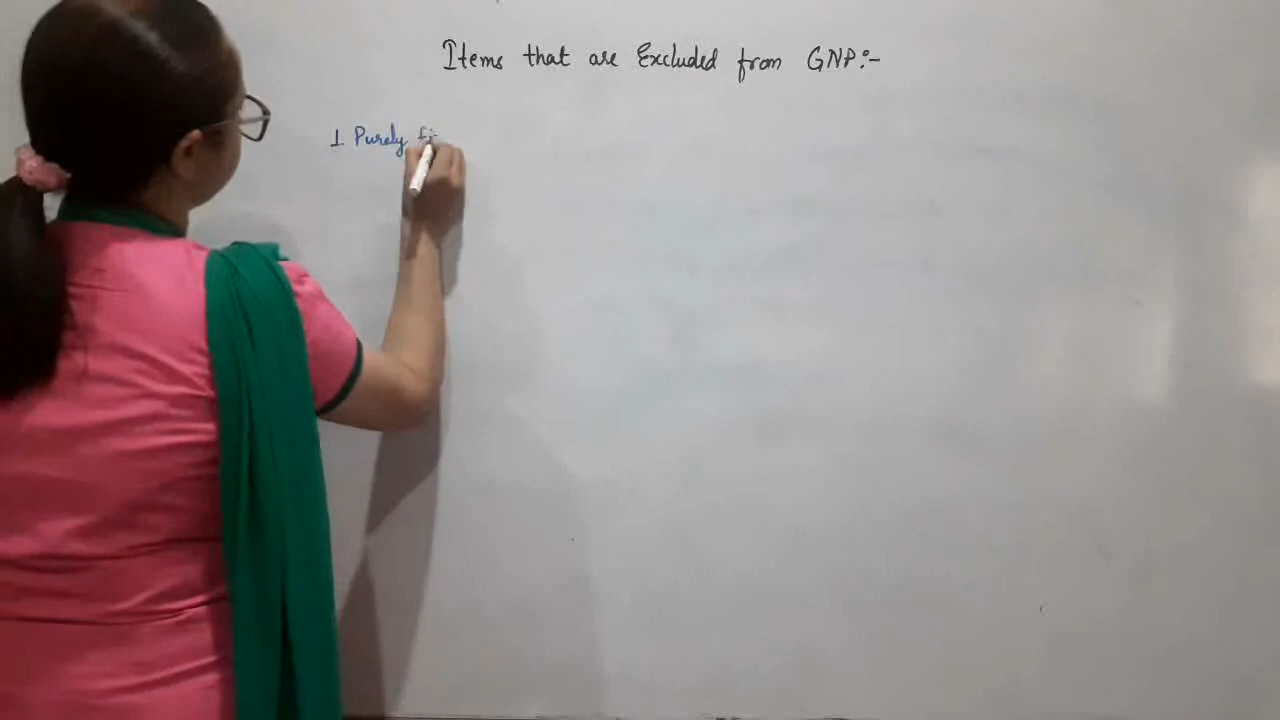 Items that are Excluded from GNP:-
1. Purely fi